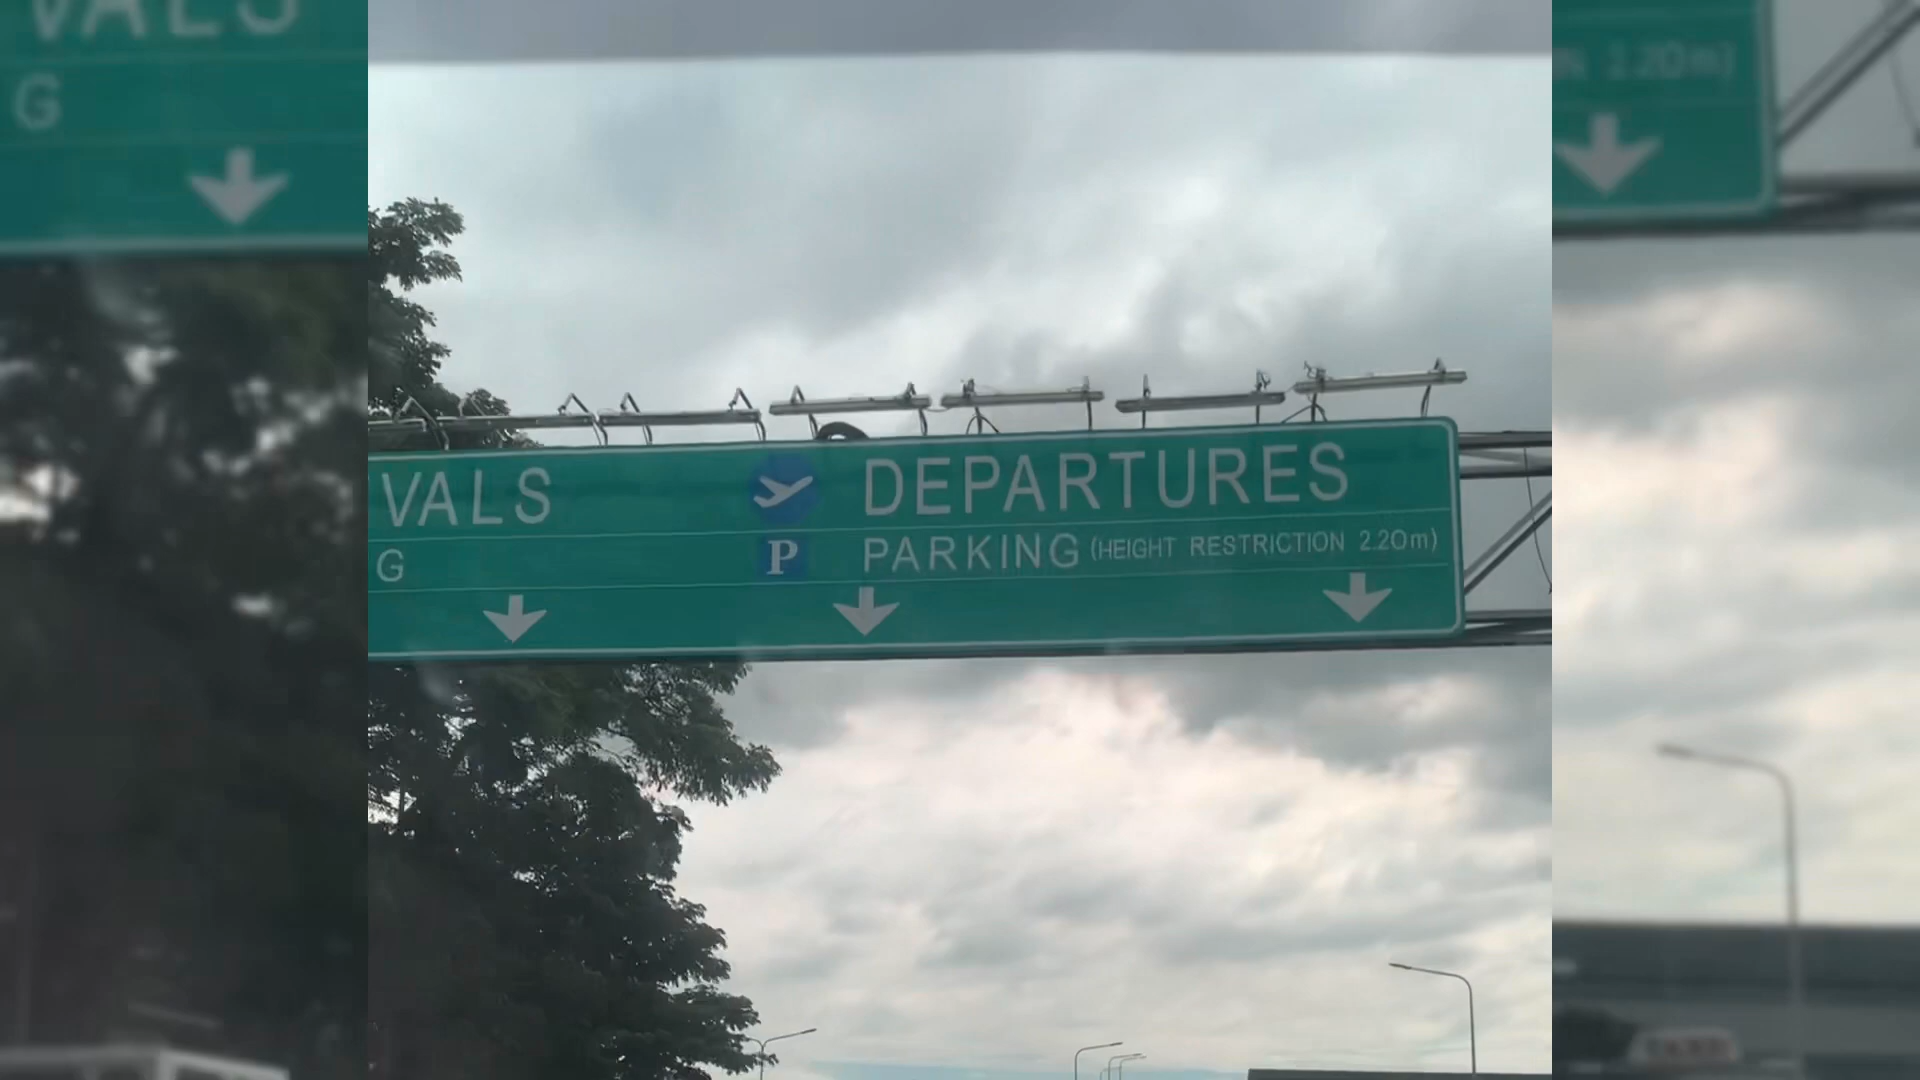 VALS
G
DEPARTURES
P PARKING (HEIGHT RESTRICTION 2.20m)